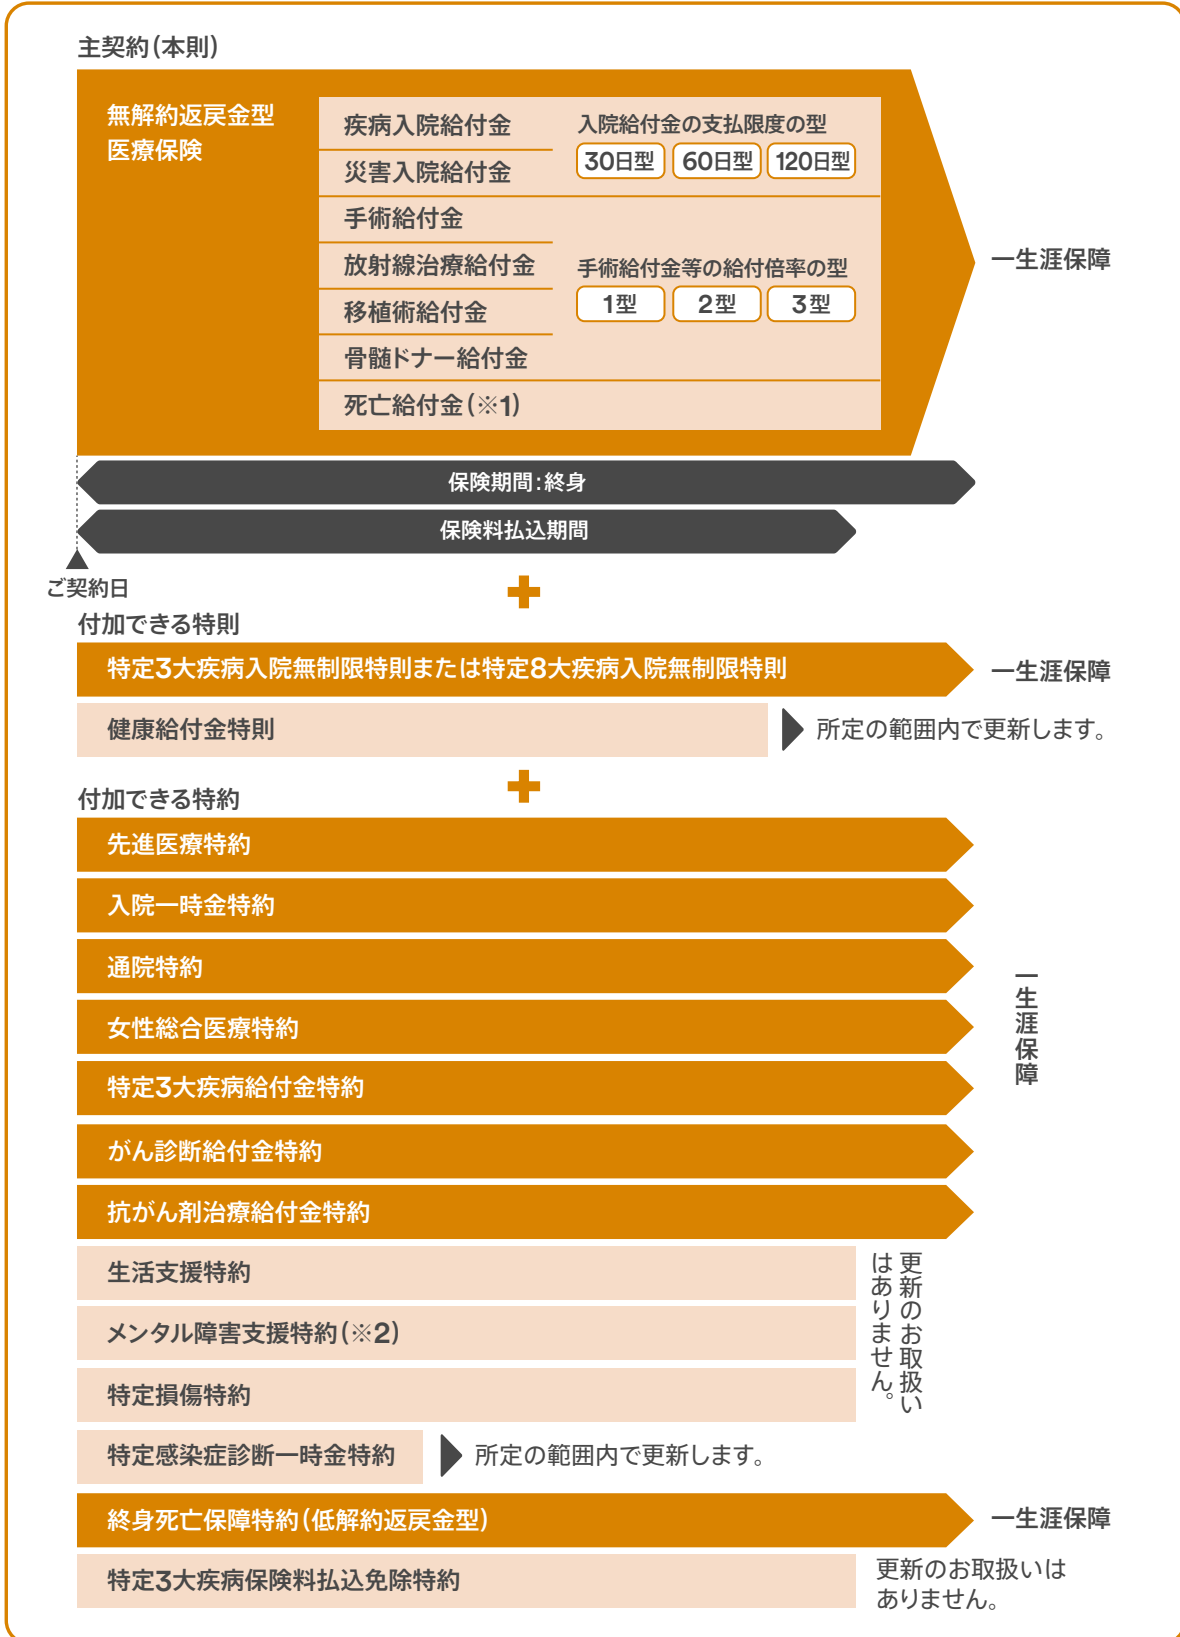 主契約(本則)
無解約返戻金型
医療保険
疾病入院給付金
災害入院給付金
入院給付金の支払限度の型
30日型 60日型 120日型
手術給付金
放射線治療給付金
移植術給付金
骨髄ドナー給付金
手術給付金等の給付倍率の型
1型 2型 3型
死亡給付金(※1)
一生涯保障
保険期間:終身
保険料払込期間
ご契約日
付加できる特則
特定3大疾病入院無制限特則または特定8大疾病入院無制限特則
一生涯保障
健康給付金特則
所定の範囲内で更新します。
付加できる特約
先進医療特約
入院一時金特約
通院特約
女性総合医療特約
特定3大疾病給付金特約
がん診断給付金特約
抗がん剤治療給付金特約
一生涯保障
生活支援特約
メンタル障害支援特約(※2)
特定損傷特約
更新のお取扱い
はありません。
特定感染症診断一時金特約
所定の範囲内で更新します。
終身死亡保障特約(低解約返戻金型)
一生涯保障
特定3大疾病保険料払込免除特約
更新のお取扱いは
ありません。